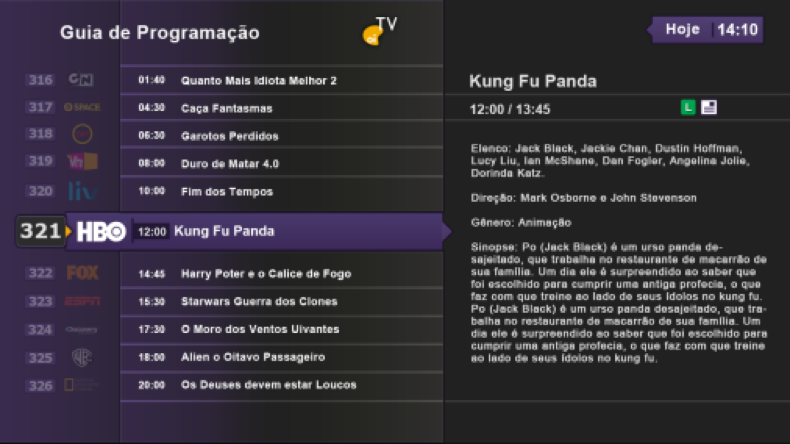 Guia de Programação
oi TV
Hoje 14:10
316 CN 01:40 Quanto Mais Idiota Melhor 2
317 SPACE 04:30 Caça Fantasmas
318 06:30 Garotos Perdidos
319 VH1 08:00 Duro de Matar 4.0
320 liv 10:00 Fim dos Tempos
321 HBO 12:00 Kung Fu Panda
322 FOX 14:45 Harry Poter e o Calice de Fogo
323 ESPN 15:30 Starwars Guerra dos Clones
324 Discovery 17:30 O Moro dos Ventos Uivantes
325 WB 18:00 Alien o Oitavo Passageiro
326 20:00 Os Deuses devem estar Loucos
Kung Fu Panda
12:00 / 13:45 L
Elenco: Jack Black, Jackie Chan, Dustin Hoffman,
Lucy Liu, Ian McShane, Dan Fogler, Angelina Jolie,
Dorinda Katz.
Direção: Mark Osborne e John Stevenson
Gênero: Animação
Sinopse: Po (Jack Black) é um urso panda de-
sajeitado, que trabalha no restaurante de macarrão de
sua família. Um dia ele é surpreendido ao saber que
foi escolhido para cumprir uma antiga profecia, o que
faz com que treine ao lado de seus ídolos no kung fu.
Po (Jack Black) é um urso panda desajeitado, que tra-
balha no restaurante de macarrão de sua família. Um
dia ele é surpreendido ao saber que foi escolhido para
cumprir uma antiga profecia, o que faz com que treine
ao lado de seus ídolos no kung fu.